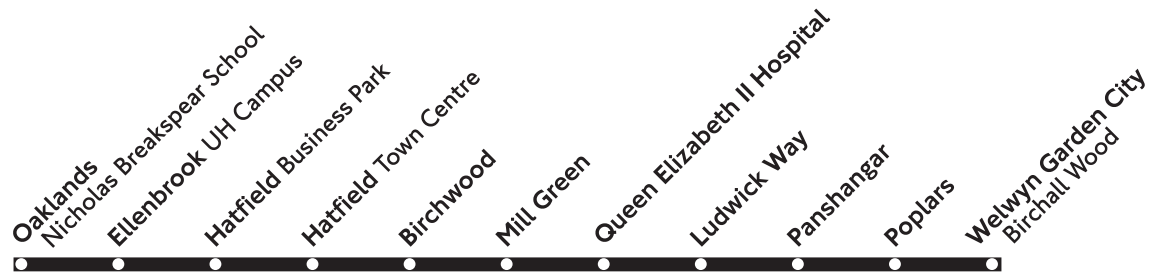 Oaklands
Nicholas Breakspear School
Ellenbrook UH Campus
Hatfield Business Park
Hatfield Town Centre
Birchwood
Mill Green
Queen Elizabeth II Hospital
Ludwick Way
Panshangar
Poplars
Welwyn Garden City
Birchall Wood